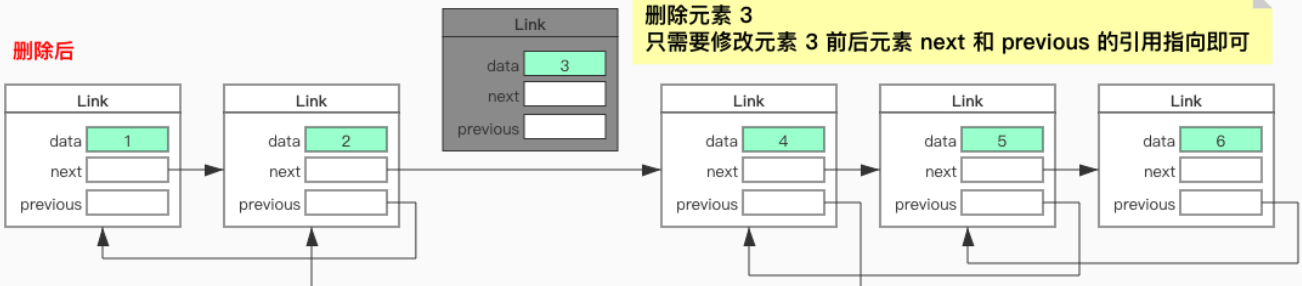 删除后
删除元素 3
只需要修改元素 3 前后元素 next 和 previous 的引用指向即可
Link
data 3
next
previous
Link
data 1
next
previous
Link
data 2
next
previous
Link
data 4
next
previous
Link
data 5
next
previous
Link
data 6
next
previous